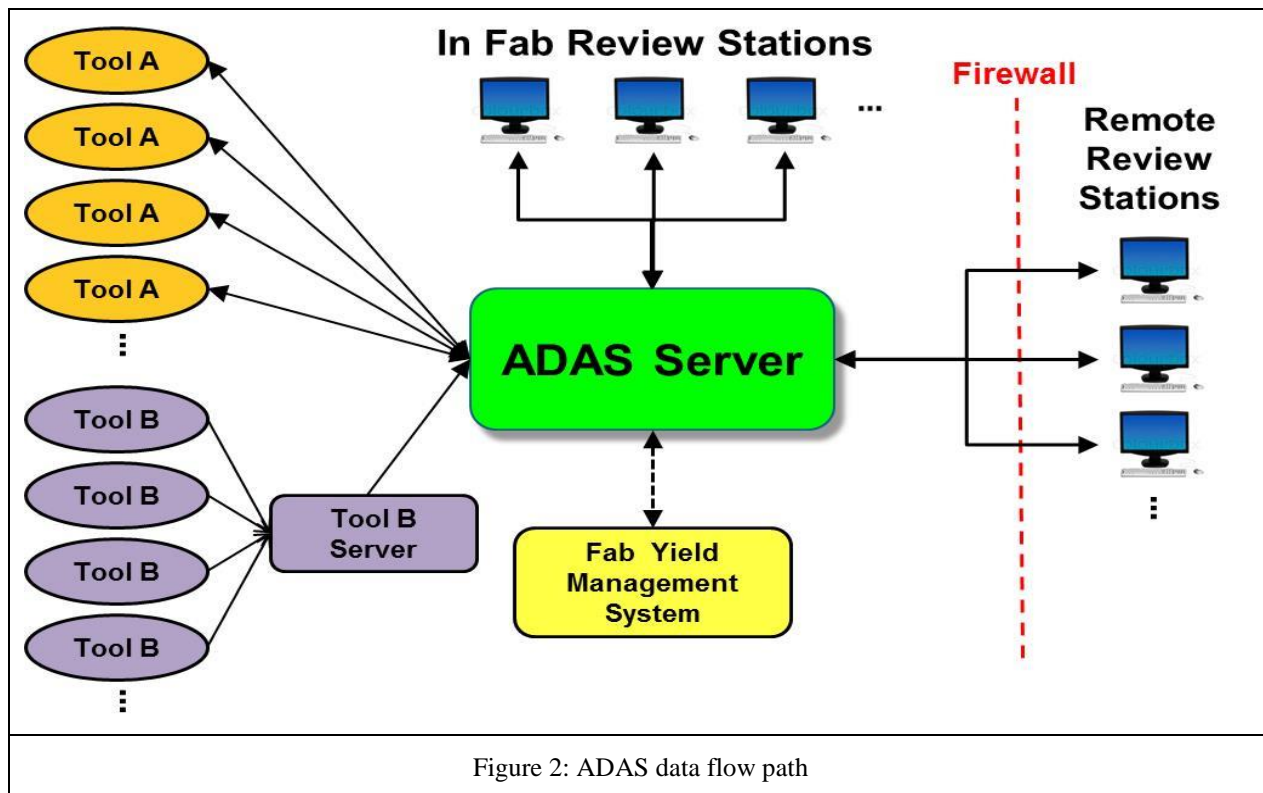 In Fab Review Stations
Tool A
Tool A
Tool A
Tool A
...
...
Firewall
Remote
Review
Stations
ADAS Server
Tool B
Tool B
Tool B
Tool B
...
Tool B
Server
Fab Yield
Management
System
...
Figure 2: ADAS data flow path